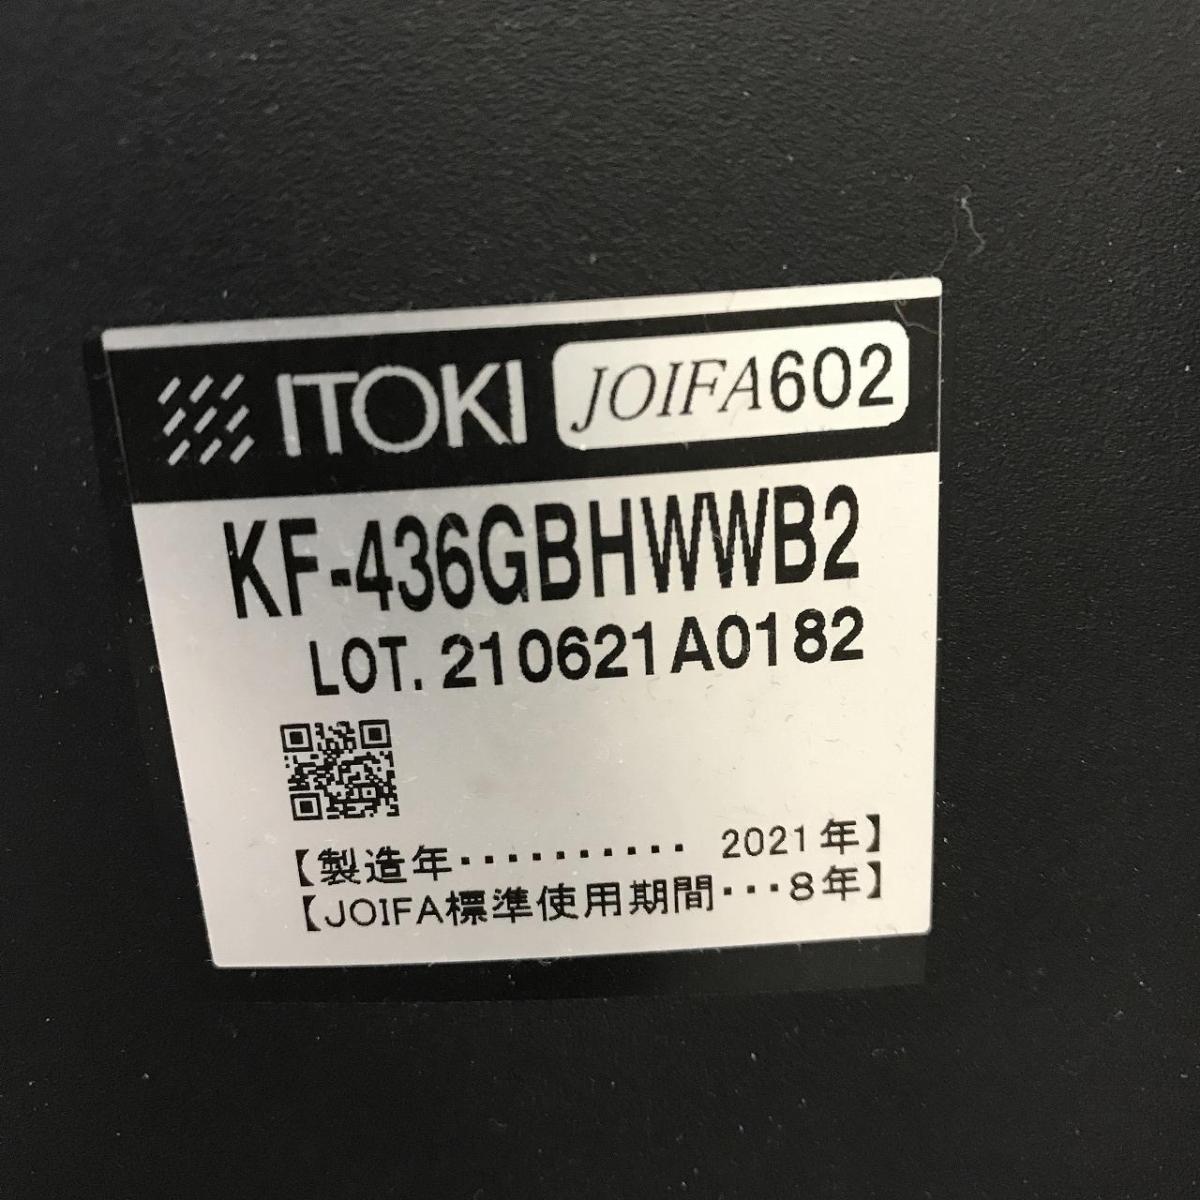 ITOKI JOIFA602
KF-436GBHWWB2
LOT. 210621A0182
【製造年・・・・・・・・・・ 2021年】
【JOIFA標準使用期間・・・8年】